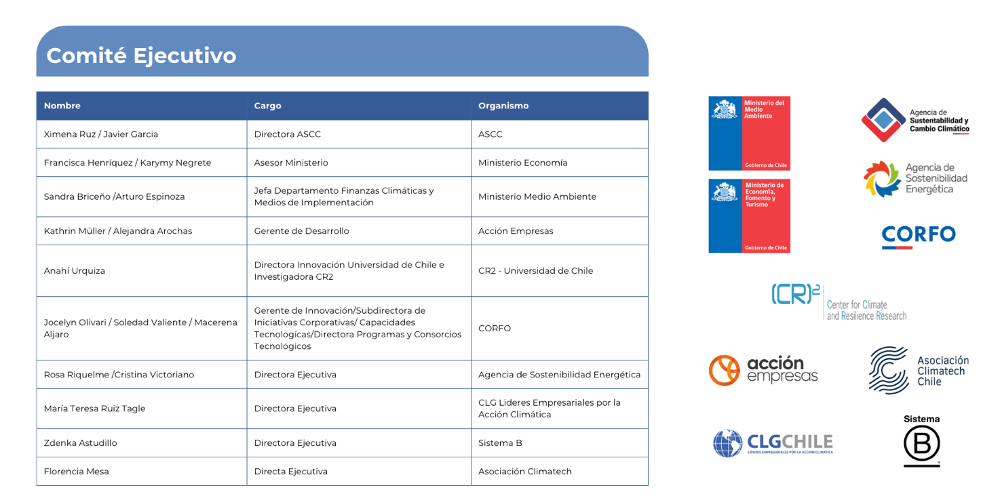 Comité Ejecutivo
Nombre Cargo Organismo
Ximena Ruz / Javier Garcia Directora ASCC ASCC
Francisca Henríquez / Karymy Negrete Asesor Ministerio Ministerio Economía
Sandra Briceño /Arturo Espinoza Jefa Departamento Finanzas Climáticas y
Medios de Implementación Ministerio Medio Ambiente
Kathrin Müller / Alejandra Arochas Gerente de Desarrollo Acción Empresas
Anahí Urquiza Directora Innovación Universidad de Chile e
Investigadora CR2 CR2 - Universidad de Chile
Jocelyn Olivari / Soledad Valiente / Macerena
Aljaro
Gerente de Innovación/Subdirectora de
Iniciativas Corporativas/ Capacidades
Tecnologícas/Directora Programas y Consorcios
Tecnológicos
CORFO
Rosa Riquelme /Cristina Victoriano Directora Ejecutiva Agencia de Sostenibilidad Energética
María Teresa Ruiz Tagle Directora Ejecutiva CLG Lideres Empresariales por la
Acción Climática
Zdenka Astudillo Directora Ejecutiva Sistema B
Florencia Mesa Directa Ejecutiva Asociación Climatech
Ministerio del
Medio
Ambiente
Gobierno de Chile
Agencia de
Sustentabilidad y
Cambio Climático
Ministerio de
Economía,
Fomento y
Turismo
Gobierno de Chile
Agencia de
Sostenibilidad
Energética
CORFO
(CR)2
Center for Climate
and Resilience Research
acción
empresas
Asociación
Climatech
Chile
CLGCHILE
LÍDERES EMPRESARIALES POR LA ACCIÓN CLIMÁTICA
Sistema
B